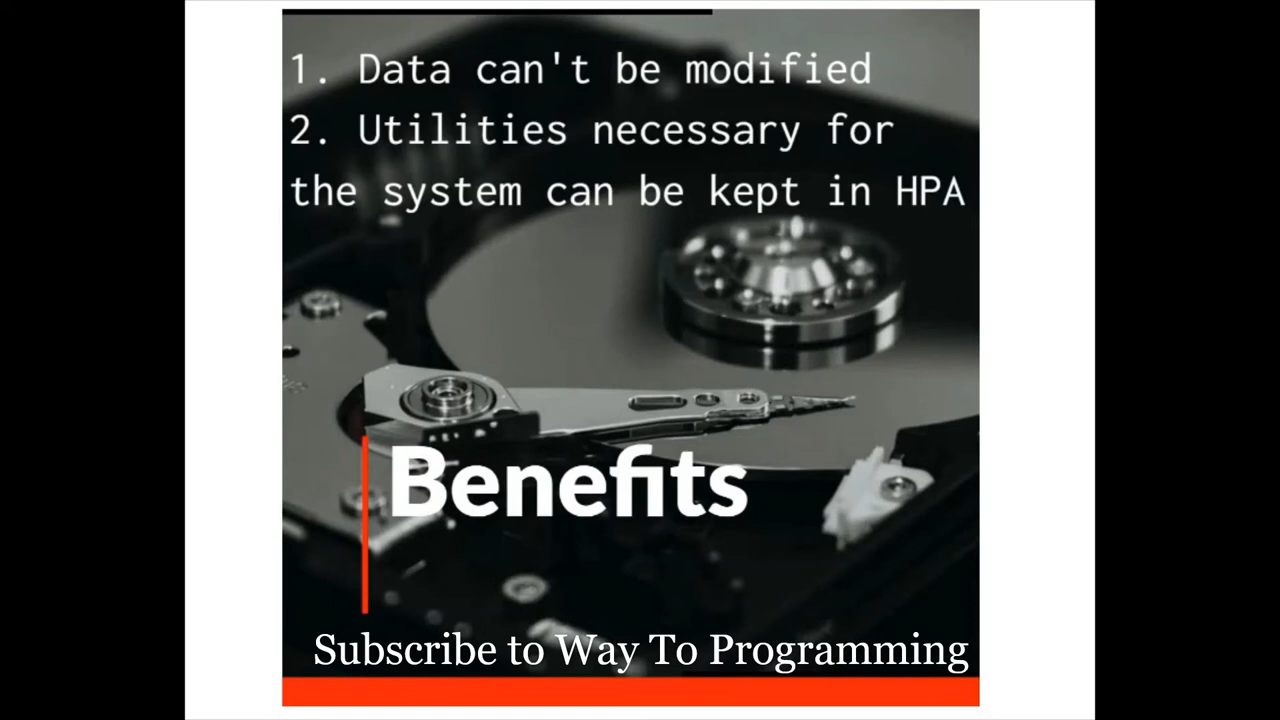 1. Data can't be modified
2. Utilities necessary for
the system can be kept in HPA
Benefits
Subscribe to Way To Programming